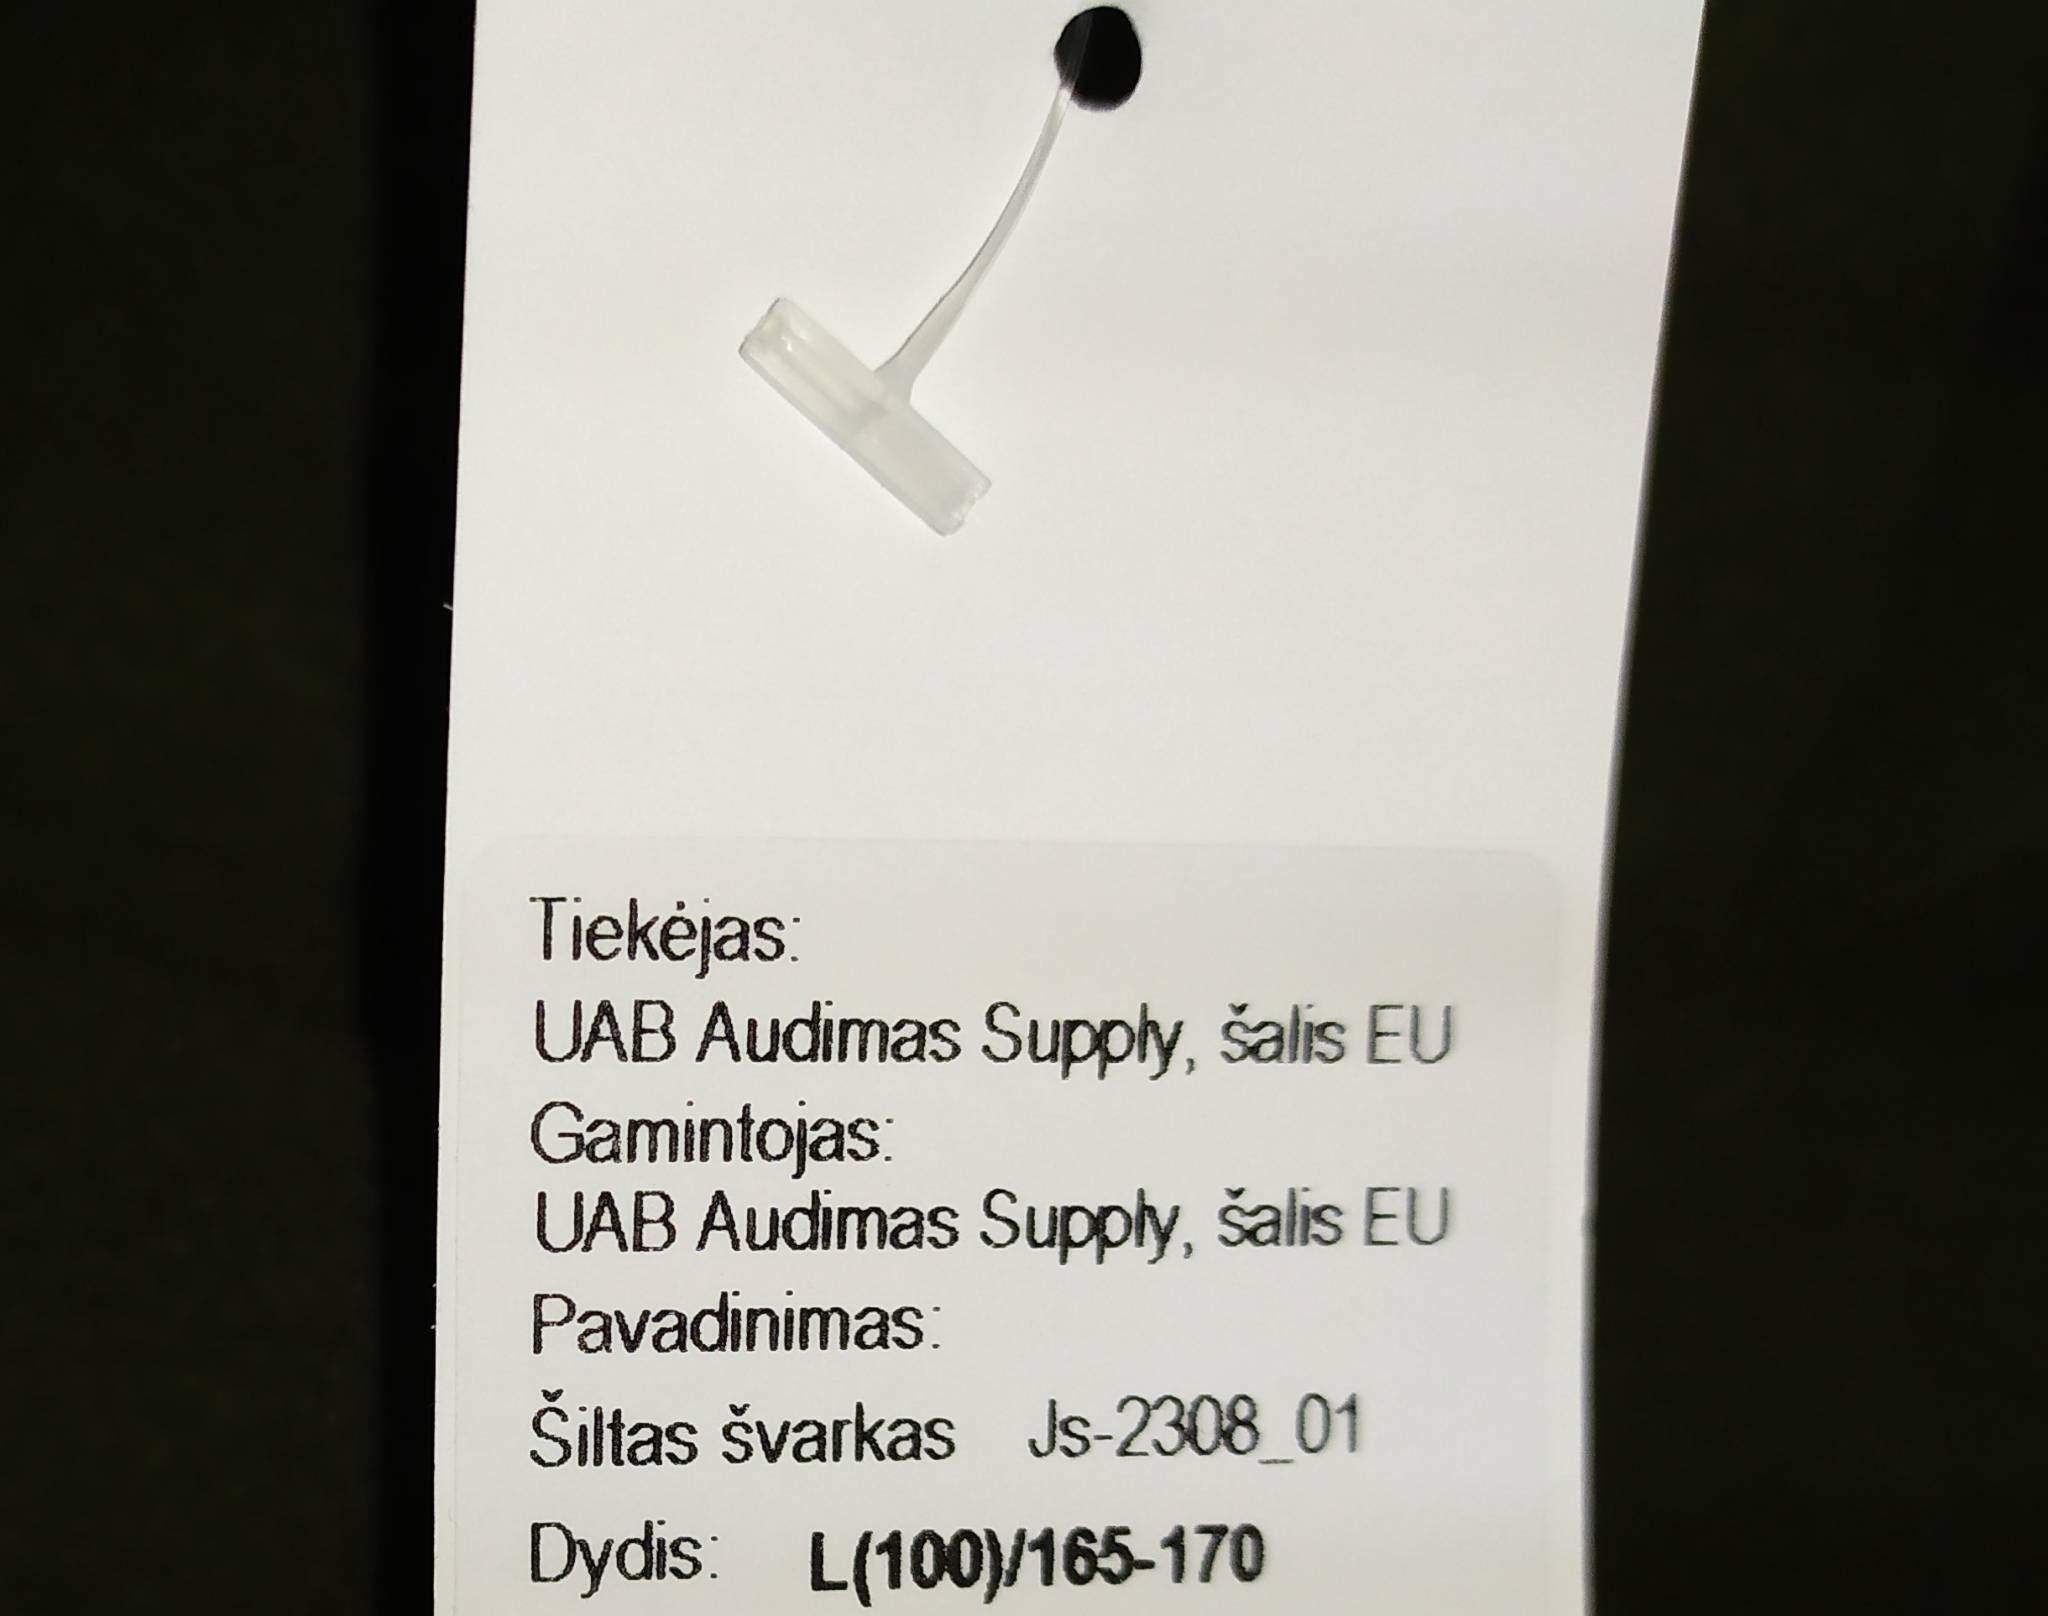 Tiekėjas:
UAB Audimas Supply, šalis EU
Gamintojas:
UAB Audimas Supply, šalis EU
Pavadinimas:
Šiltas švarkas Js-2308_01
Dydis: L(100)/165-170